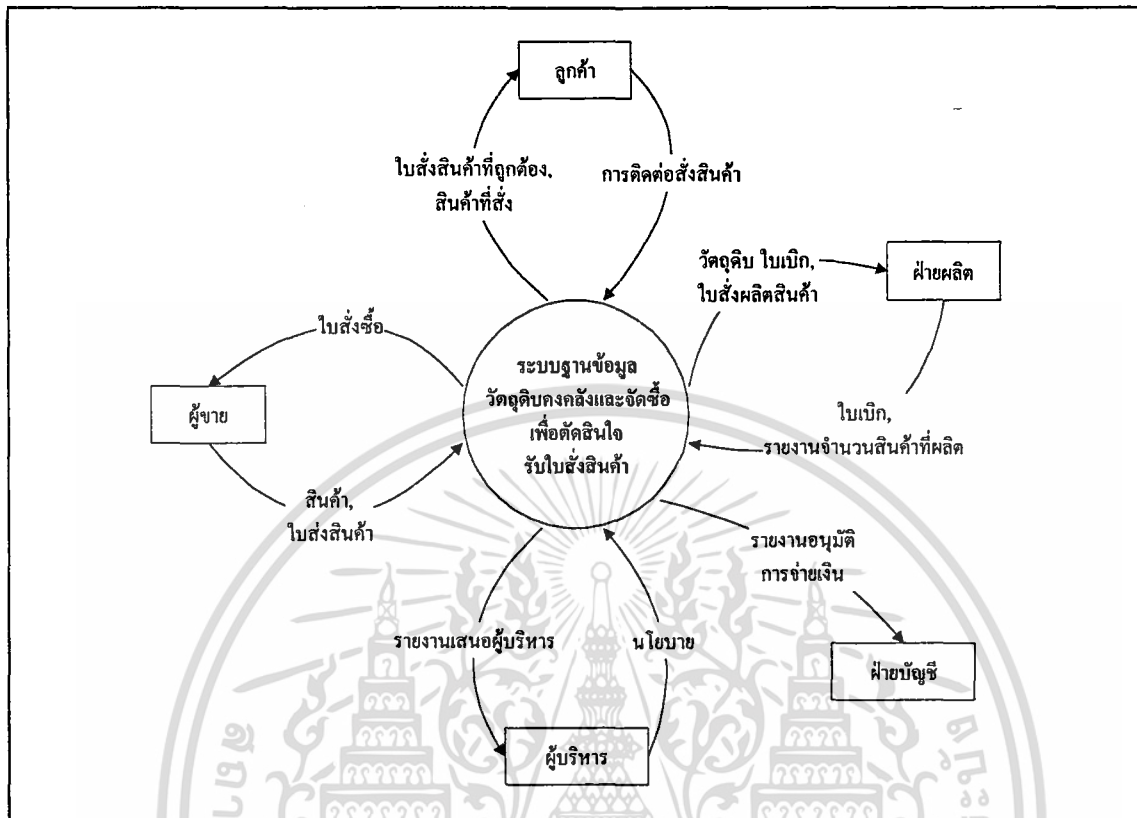 ลูกค้า
ใบสั่งสินค้าที่ถูกต้อง,
สินค้าที่สั่ง
การติดต่อสั่งสินค้า
วัตถุดิบ ใบเบิก,
ใบสั่งผลิตสินค้า
ฝ่ายผลิต
ใบสั่งซื้อ
ระบบฐานข้อมูล
วัตถุดิบคงคลังและจัดซื้อ
เพื่อตัดสินใจ
รับใบสั่งสินค้า
ผู้ขาย
ใบเบิก,
รายงานจำนวนสินค้าที่ผลิต
สินค้า,
ใบส่งสินค้า
รายงานอนุมัติ
การจ่ายเงิน
รายงานเสนอผู้บริหาร
นโยบาย
ฝ่ายบัญชี
ผู้บริหาร